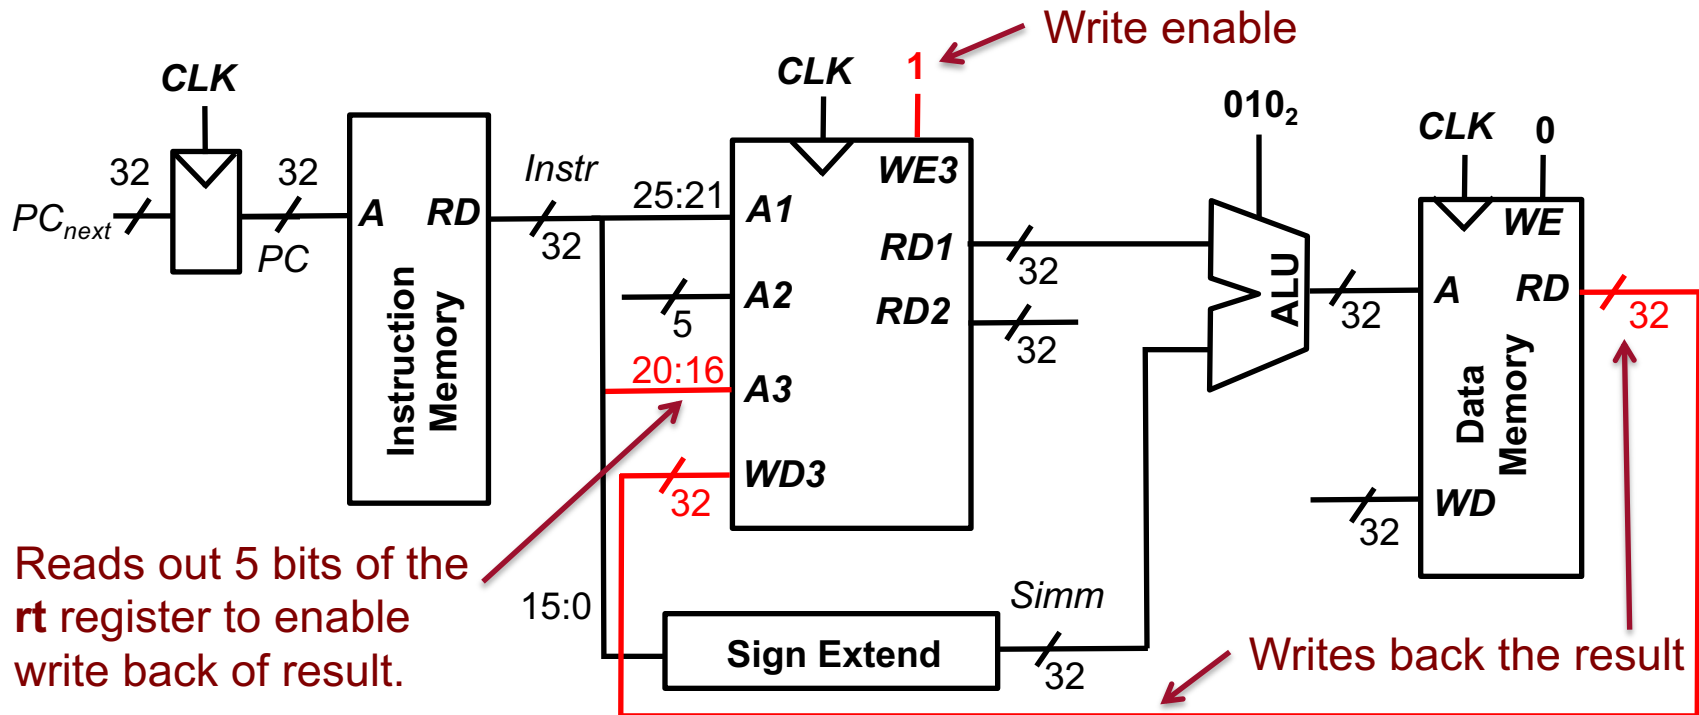 Write enable
CLK
1
CLK
010₂
CLK
0
32
32
Instr
25:21
WE3
PCnext
PC
A
RD
32
A1
RD1
32
WE
A2
5
RD2
32
ALU
32
A
RD
32
Instruction
Memory
20:16
A3
Data
Memory
WD3
32
WD
32
Reads out 5 bits of the
rt register to enable
write back of result.
15:0
Sign Extend
Simm
32
Writes back the result